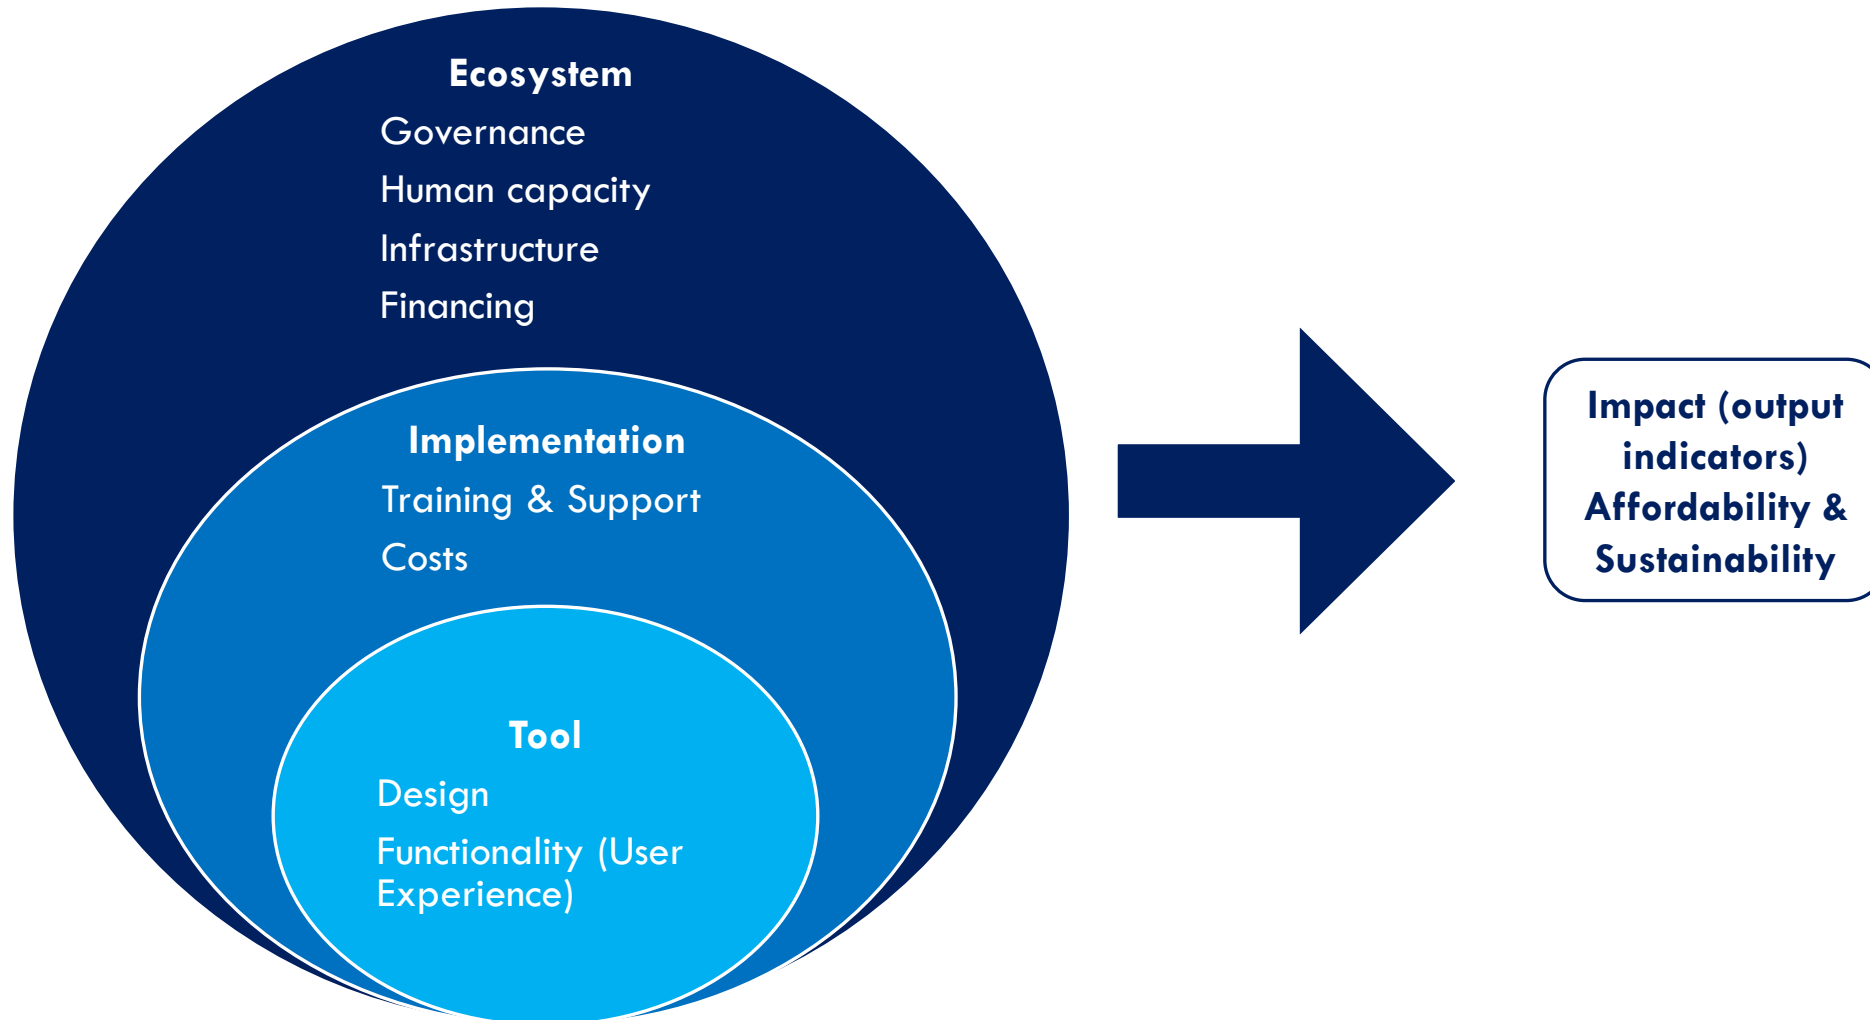 Ecosystem
Governance
Human capacity
Infrastructure
Financing
Implementation
Training & Support
Costs
Tool
Design
Functionality (User
Experience)
Impact (output
indicators)
Affordability &
Sustainability